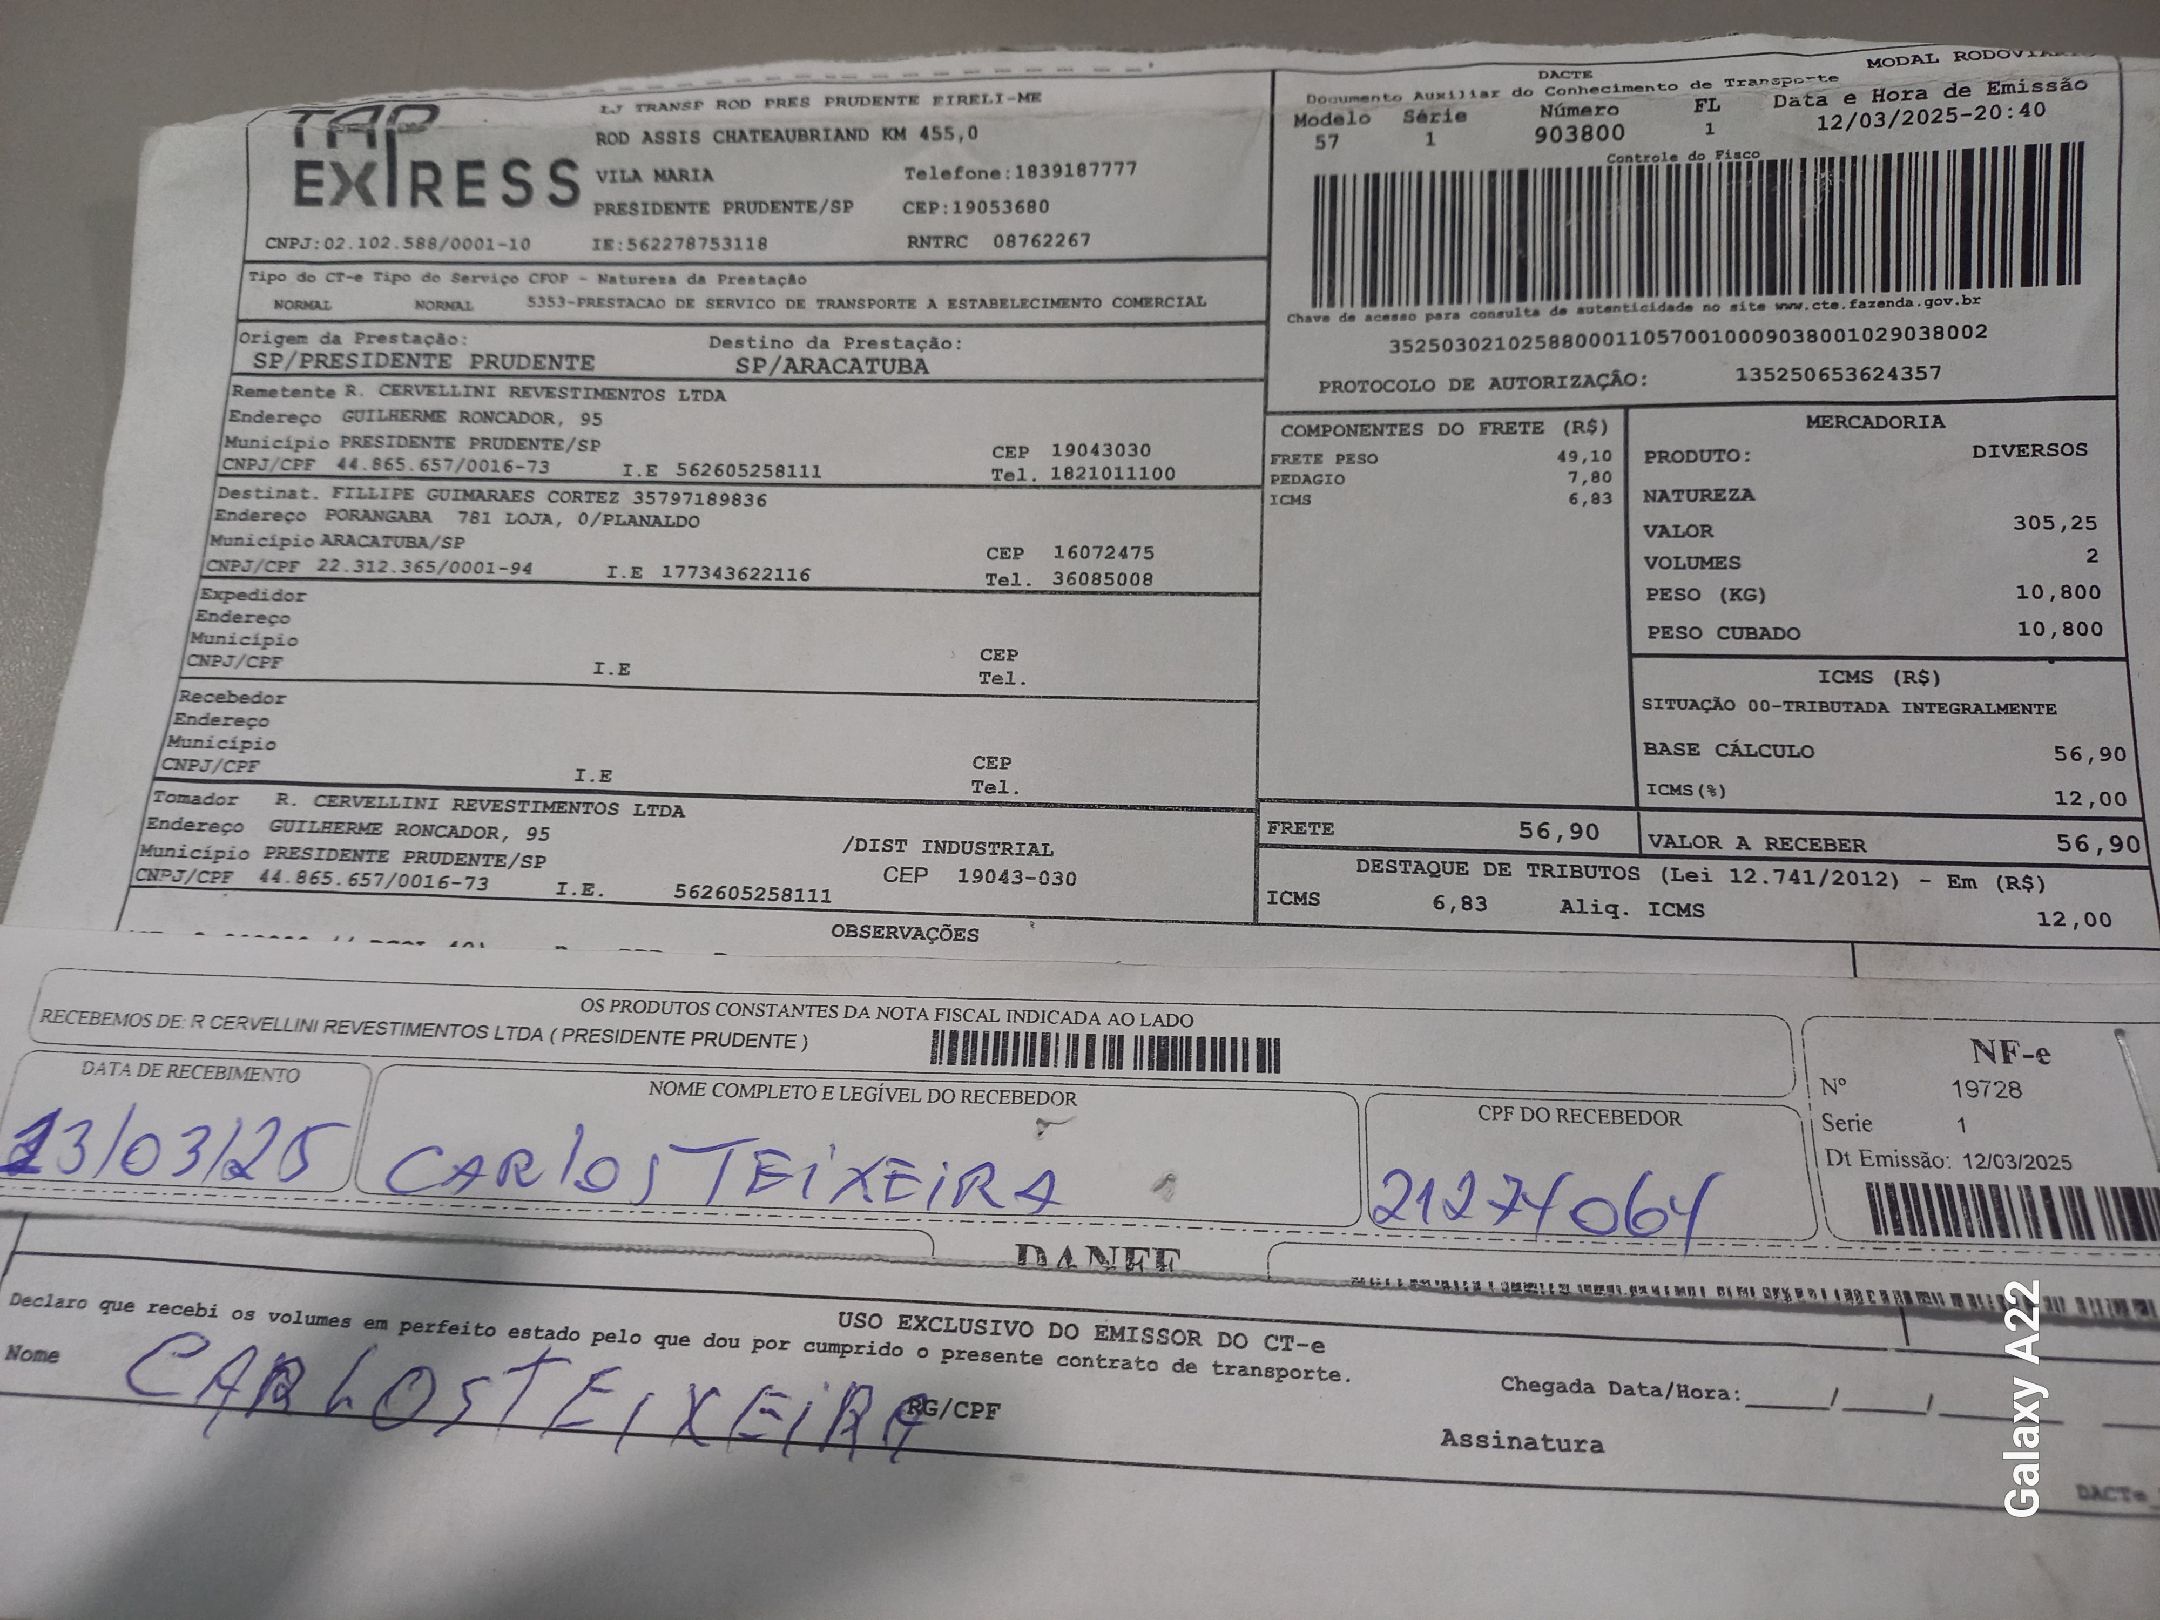 TAP EXPRESS
LJ TRANSP ROD PRES PRUDENTE EIRELI-ME
ROD ASSIS CHATEAUBRIAND KM 455,0
VILA MARIA Telefone:1839187777
PRESIDENTE PRUDENTE/SP CEP:19053680
CNPJ:02.102.588/0001-10 IE:562278753118 RNTRC 08762267
Tipo do CT-e Tipo do Serviço CFOP - Natureza da Prestação
NORMAL NORMAL 5353-PRESTACAO DE SERVICO DE TRANSPORTE A ESTABELECIMENTO COMERCIAL
Origem da Prestação: Destino da Prestação:
SP/PRESIDENTE PRUDENTE SP/ARACATUBA
Remetente R. CERVELLINI REVESTIMENTOS LTDA
Endereço GUILHERME RONCADOR, 95
Município PRESIDENTE PRUDENTE/SP CEP 19043030
CNPJ/CPF 44.865.657/0016-73 I.E 562605258111 Tel. 1821011100
Destinat. FILLIPE GUIMARAES CORTEZ 35797189836
Endereço PORANGABA 781 LOJA, 0/PLANALDO
Município ARACATUBA/SP CEP 16072475
CNPJ/CPF 22.312.365/0001-94 I.E 177343622116 Tel. 36085008
Expedidor
Endereço
Município CEP
CNPJ/CPF I.E Tel.
Recebedor
Endereço
Município CEP
CNPJ/CPF I.E Tel.
Tomador R. CERVELLINI REVESTIMENTOS LTDA
Endereço GUILHERME RONCADOR, 95 /DIST INDUSTRIAL
Município PRESIDENTE PRUDENTE/SP CEP 19043-030
CNPJ/CPF 44.865.657/0016-73 I.E. 562605258111
OBSERVAÇÕES
DACTE MODAL
Documento Auxiliar do Conhecimento de Transporte
Modelo Série Número FL Data e Hora de Emissão
57 1 903800 1 12/03/2025-20:40
Controle do Fisco
Chave de acesso para consulta de autenticidade no site www.cte.fazenda.gov.br
35250302102588000110570010009038001029038002
PROTOCOLO DE AUTORIZAÇÃO: 135250653624357
COMPONENTES DO FRETE (R$)
FRETE PESO 49,10
PEDAGIO 7,80
ICMS 6,83
MERCADORIA
PRODUTO: DIVERSOS
NATUREZA
VALOR 305,25
VOLUMES 2
PESO (KG) 10,800
PESO CUBADO 10,800
ICMS (R$)
SITUAÇÃO 00-TRIBUTADA INTEGRALMENTE
BASE CÁLCULO 56,90
ICMS(%) 12,00
FRETE 56,90 VALOR A RECEBER 56,90
DESTAQUE DE TRIBUTOS (Lei 12.741/2012) - Em (R$)
ICMS 6,83 Aliq. ICMS 12,00
OS PRODUTOS CONSTANTES DA NOTA FISCAL INDICADA AO LADO
RECEBEMOS DE: R CERVELLINI REVESTIMENTOS LTDA ( PRESIDENTE PRUDENTE )
DATA DE RECEBIMENTO
13/03/25
NOME COMPLETO E LEGÍVEL DO RECEBEDOR
CARLOS TEIXEIRA
CPF DO RECEBEDOR
21274064
NF-e
Nº 19728
Serie 1
Dt Emissão: 12/03/2025
DANFE
USO EXCLUSIVO DO EMISSOR DO CT-e
Declaro que recebi os volumes em perfeito estado pelo que dou por cumprido o presente contrato de transporte.
Nome CARLOS TEIXEIRA RG/CPF
Chegada Data/Hora:_____/_____/_____
Assinatura
DACTe
Galaxy A22